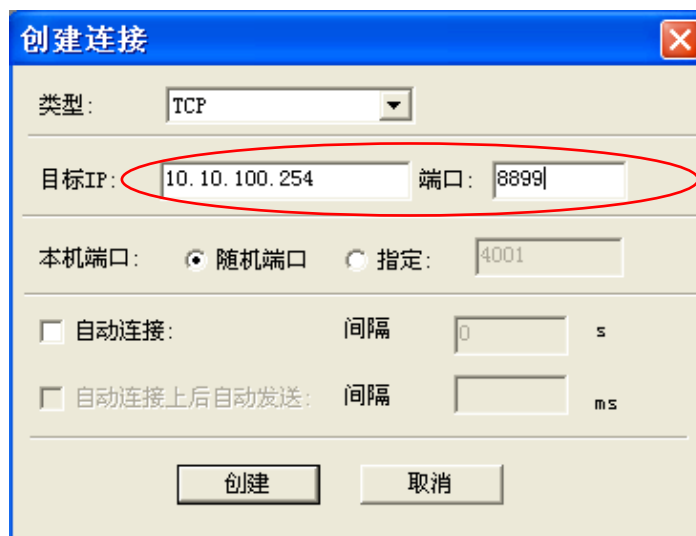 创建连接
类型: TCP
目标IP: 10.10.100.254 端口: 8899
本机端口: 随机端口 指定: 4001
自动连接: 间隔 0 s
自动连接上后自动发送: 间隔 ms
创建 取消